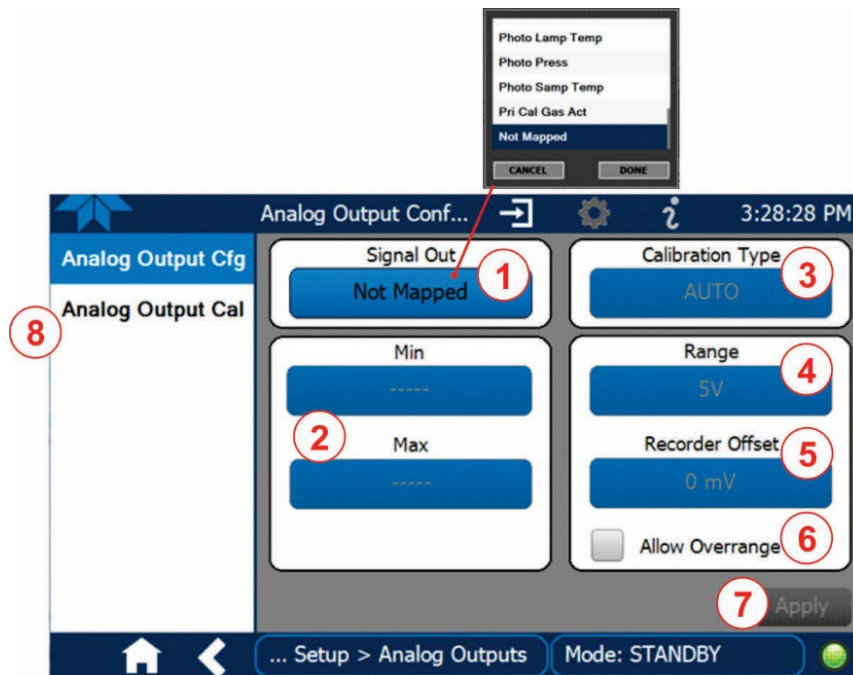 Photo Lamp Temp
Photo Press
Photo Samp Temp
Pri Cal Gas Act
Not Mapped
CANCEL DONE
Analog Output Conf... i 3:28:28 PM
Analog Output Cfg
Analog Output Cal
8
Signal Out
Not Mapped
1
Calibration Type
AUTO
3
Min
-----
2
Max
-----
Range
5V
4
Recorder Offset
0 mV
5
Allow Overrange
6
7
Apply
... Setup > Analog Outputs
Mode: STANDBY